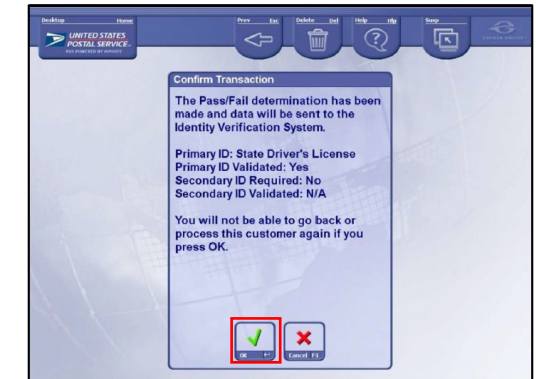 Desktop Home
Prev Esc
Delete Del
Help Hlp
Susp
UNITED STATES
POSTAL SERVICE
Confirm Transaction
The Pass/Fail determination has been
made and data will be sent to the
Identity Verification System.
Primary ID: State Driver's License
Primary ID Validated: Yes
Secondary ID Required: No
Secondary ID Validated: N/A
You will not be able to go back or
process this customer again if you
press OK.
OK
Cancel F3